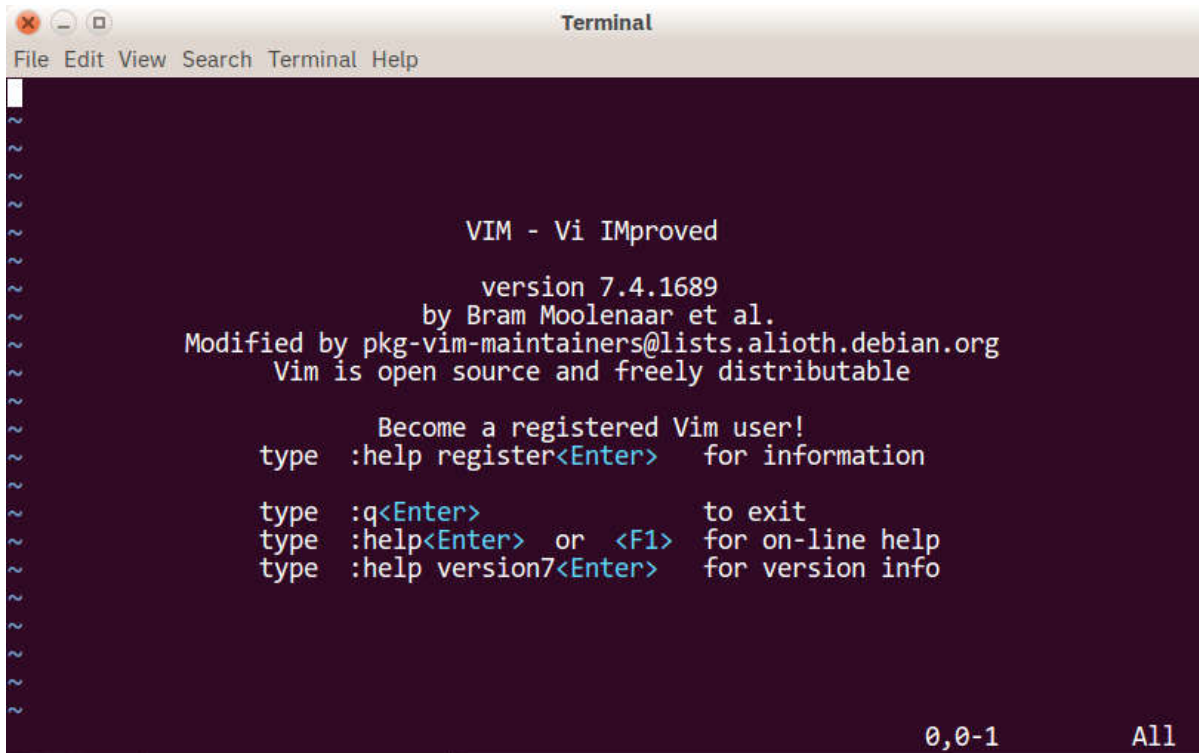 Terminal
File Edit View Search Terminal Help
~
~
~
~
~ VIM - Vi IMproved
~
~ version 7.4.1689
~ by Bram Moolenaar et al.
~ Modified by pkg-vim-maintainers@lists.alioth.debian.org
~ Vim is open source and freely distributable
~
~ Become a registered Vim user!
~ type :help register<Enter> for information
~
~ type :q<Enter> to exit
~ type :help<Enter> or <F1> for on-line help
~ type :help version7<Enter> for version info
~
~
~
~
~
0,0-1 All